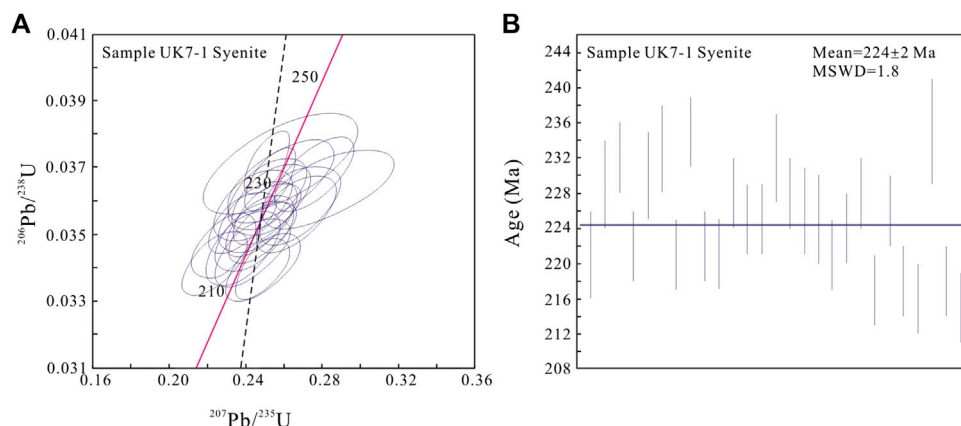 A
Sample UK7-1 Syenite
250
230
210
0.041
0.039
0.037
0.035
0.033
0.031
²⁰⁶Pb/²³⁸U
0.16
0.20
0.24
0.28
0.32
0.36
²⁰⁷Pb/²³⁵U
B
Sample UK7-1 Syenite
Mean=224±2 Ma
MSWD=1.8
244
240
236
232
228
224
220
216
212
208
Age (Ma)